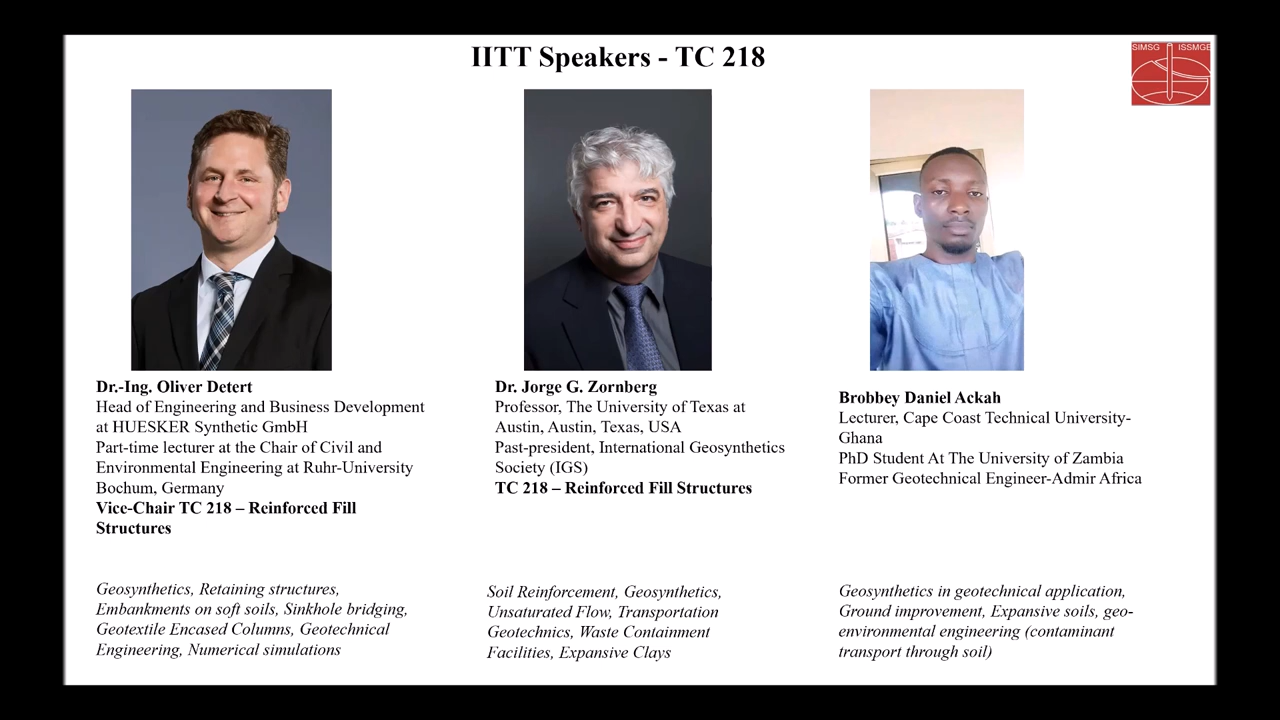 IITT Speakers - TC 218
SIMSG ISSMGE
Dr.-Ing. Oliver Detert
Head of Engineering and Business Development
at HUESKER Synthetic GmbH
Part-time lecturer at the Chair of Civil and
Environmental Engineering at Ruhr-University
Bochum, Germany
Vice-Chair TC 218 – Reinforced Fill
Structures
Geosynthetics, Retaining structures,
Embankments on soft soils, Sinkhole bridging,
Geotextile Encased Columns, Geotechnical
Engineering, Numerical simulations
Dr. Jorge G. Zornberg
Professor, The University of Texas at
Austin, Austin, Texas, USA
Past-president, International Geosynthetics
Society (IGS)
TC 218 – Reinforced Fill Structures
Soil Reinforcement, Geosynthetics,
Unsaturated Flow, Transportation
Geotechnics, Waste Containment
Facilities, Expansive Clays
Brobbey Daniel Ackah
Lecturer, Cape Coast Technical University-
Ghana
PhD Student At The University of Zambia
Former Geotechnical Engineer-Admir Africa
Geosynthetics in geotechnical application,
Ground improvement, Expansive soils, geo-
environmental engineering (contaminant
transport through soil)